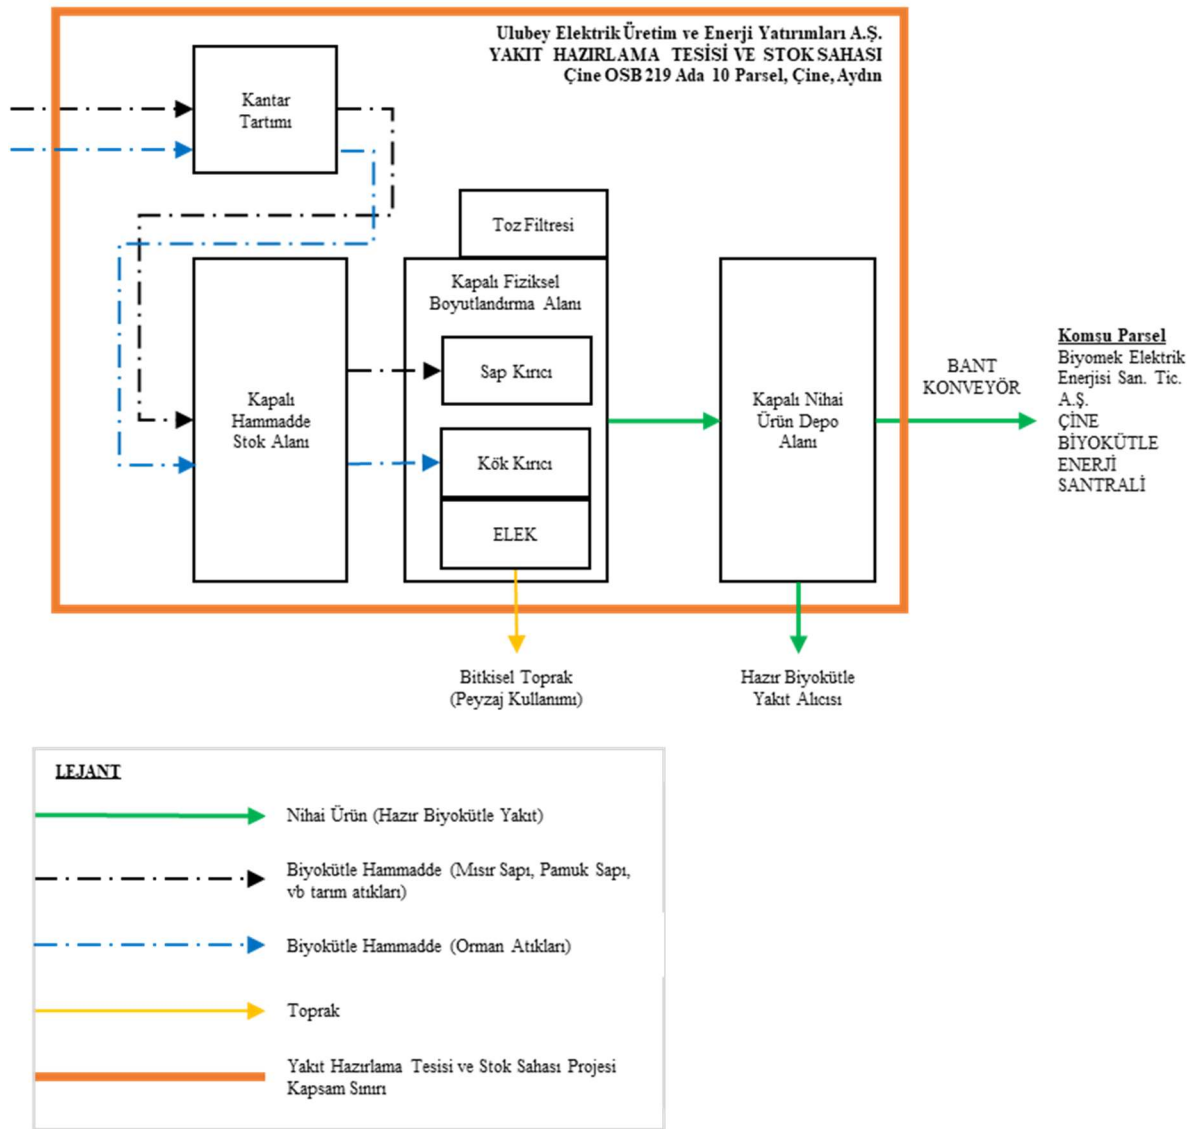 Ulubey Elektrik Üretim ve Enerji Yatırımları A.Ş.
YAKIT HAZIRLAMA TESİSİ VE STOK SAHASI
Çine OSB 219 Ada 10 Parsel, Çine, Aydın
Kantar
Tartımı
Toz Filtresi
Kapalı Fiziksel
Boyutlandırma Alanı
Sap Kırıcı
Kök Kırıcı
ELEK
Kapalı
Hammadde
Stok Alanı
Kapalı Nihai
Ürün Depo
Alanı
BANT
KONVEYÖR
Komsu Parsel
Biyomek Elektrik
Enerjisi San. Tic.
A.Ş.
ÇİNE
BİYOKÜTLE
ENERJİ
SANTRALİ
Bitkisel Toprak
(Peyzaj Kullanımı)
Hazır Biyokütle
Yakıt Alıcısı
LEJANT
Nihai Ürün (Hazır Biyokütle Yakıt)
Biyokütle Hammadde (Mısır Sapı, Pamuk Sapı,
vb tarım atıkları)
Biyokütle Hammadde (Orman Atıkları)
Toprak
Yakıt Hazırlama Tesisi ve Stok Sahası Projesi
Kapsam Sınırı